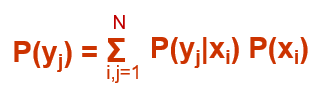 N
P(yj) = Σ P(yj|xi) P(xi)
i,j=1